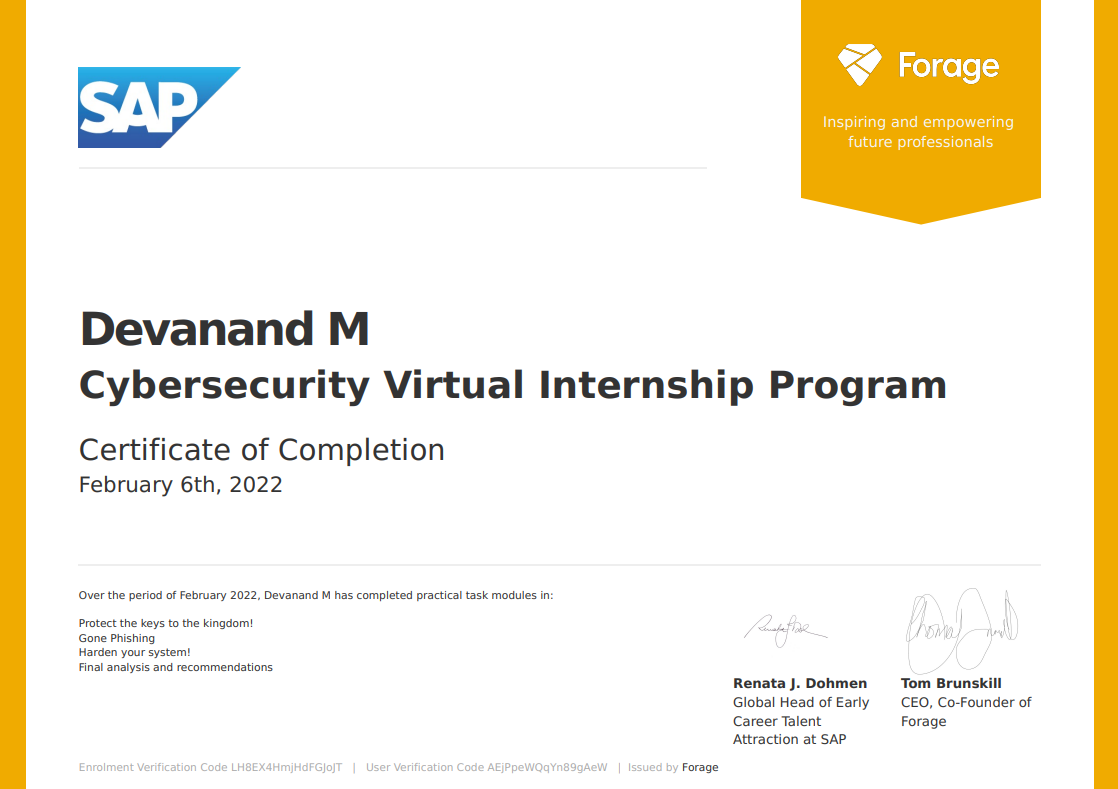 SAP
Forage
Inspiring and empowering
future professionals
Devanand M
Cybersecurity Virtual Internship Program
Certificate of Completion
February 6th, 2022
Over the period of February 2022, Devanand M has completed practical task modules in:
Protect the keys to the kingdom!
Gone Phishing
Harden your system!
Final analysis and recommendations
Renata J. Dohmen
Global Head of Early
Career Talent
Attraction at SAP
Tom Brunskill
CEO, Co-Founder of
Forage
Enrolment Verification Code LH8EX4HmjHdFGJoJT | User Verification Code AEjPpeWQqYn89gAeW | Issued by Forage